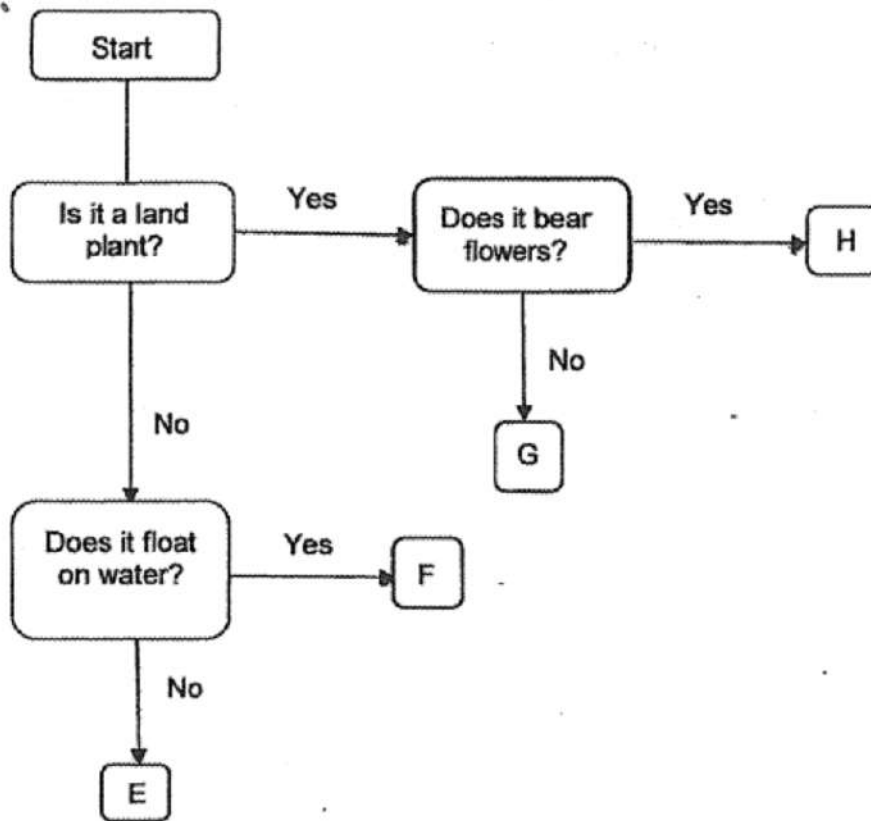 Start
Is it a land
plant?
Yes
Does it bear
flowers?
Yes
H
No
G
No
Does it float
on water?
Yes
F
No
E